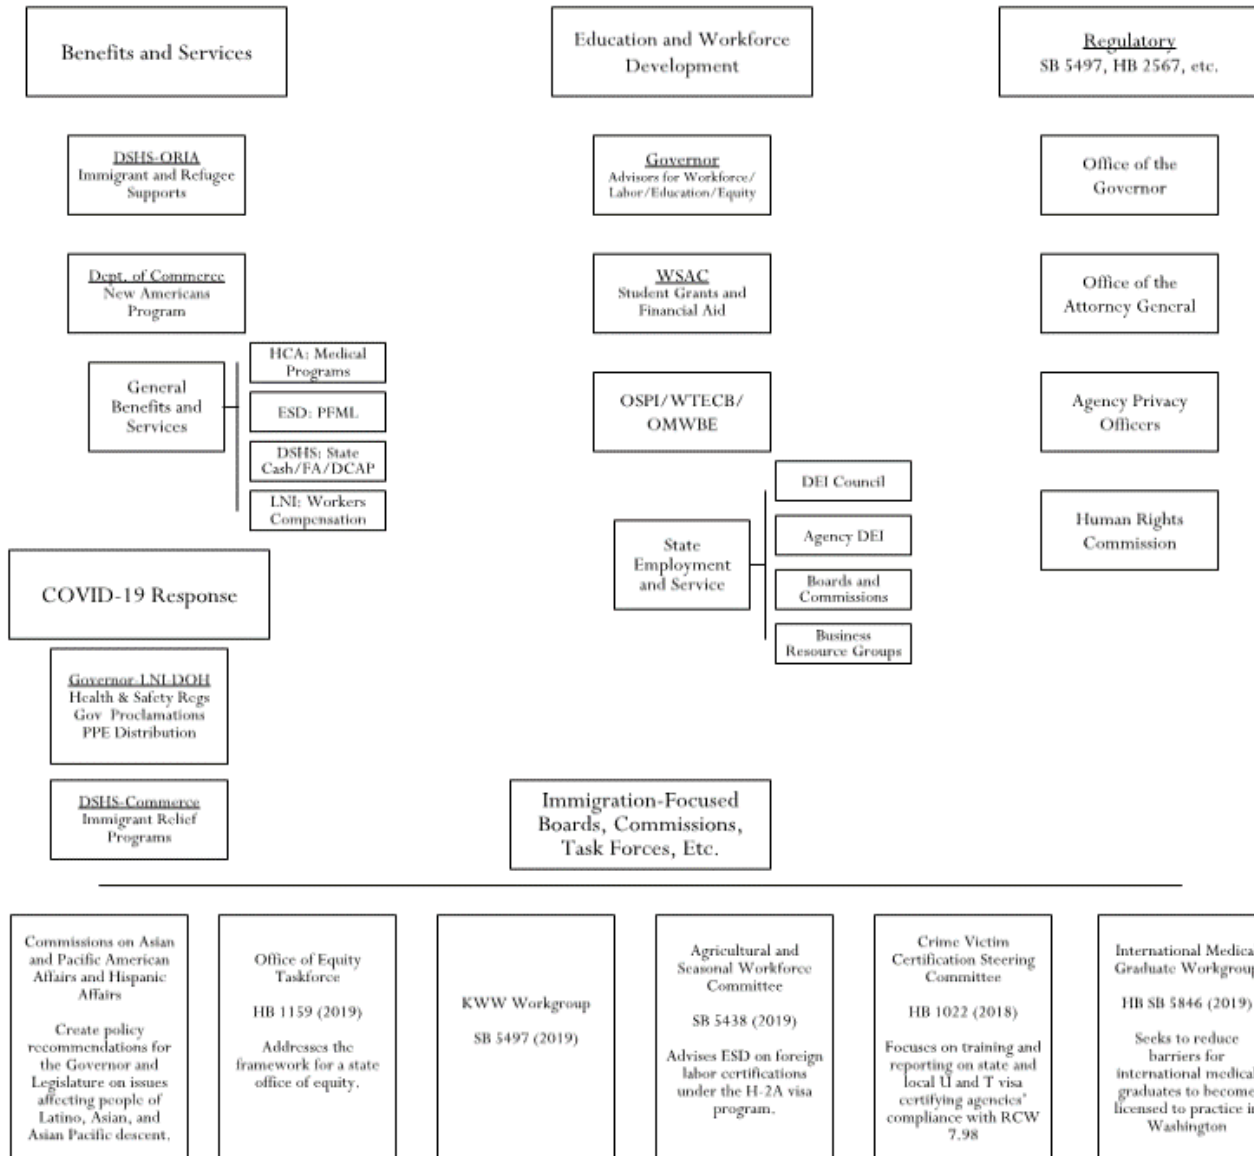 Benefits and Services
DSHS-ORIA
Immigrant and Refugee
Supports
Dept. of Commerce
New Americans
Program
General
Benefits and
Services
HCA: Medical
Programs
ESD: PFML
DSHS: State
Cash/FA/DCAP
LNI: Workers
Compensation
COVID-19 Response
Governor-LNI-DOH
Health & Safety Regs
Gov Proclamations
PPE Distribution
DSHS-Commerce
Immigrant Relief
Programs
Education and Workforce
Development
Governor
Advisors for Workforce/
Labor/Education/Equity
WSAC
Student Grants and
Financial Aid
OSPI/WTECB/
OMWBE
State
Employment
and Service
DEI Council
Agency DEI
Boards and
Commissions
Business
Resource Groups
Regulatory
SB 5497, HB 2567, etc.
Office of the
Governor
Office of the
Attorney General
Agency Privacy
Officers
Human Rights
Commission
Immigration-Focused
Boards, Commissions,
Task Forces, Etc.
Commissions on Asian
and Pacific American
Affairs and Hispanic
Affairs
Create policy
recommendations for
the Governor and
Legislature on issues
affecting people of
Latino, Asian, and
Asian Pacific descent.
Office of Equity
Taskforce
HB 1159 (2019)
Addresses the
framework for a state
office of equity.
KWW Workgroup
SB 5497 (2019)
Agricultural and
Seasonal Workforce
Committee
SB 5438 (2019)
Advises ESD on foreign
labor certifications
under the H-2A visa
program.
Crime Victim
Certification Steering
Committee
HB 1022 (2018)
Focuses on training and
reporting on state and
local U and T visa
certifying agencies'
compliance with RCW
7.98
International Medica
Graduate Workgroup
HB SB 5846 (2019)
Seeks to reduce
barriers for
international medical
graduates to become
licensed to practice in
Washington